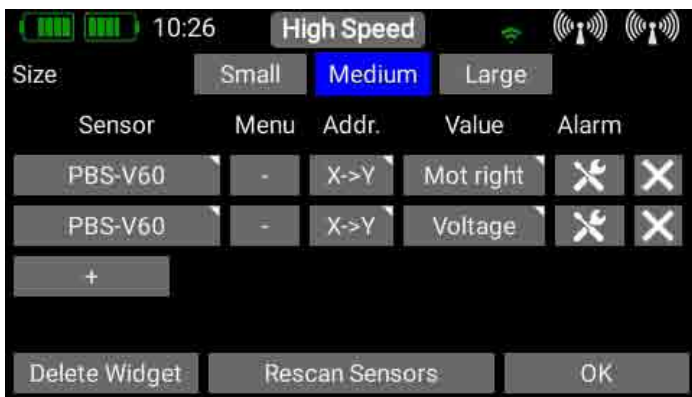 10:26 High Speed
Size Small Medium Large
Sensor Menu Addr. Value Alarm
PBS-V60 - X->Y Mot right
PBS-V60 - X->Y Voltage
+
Delete Widget Rescan Sensors OK